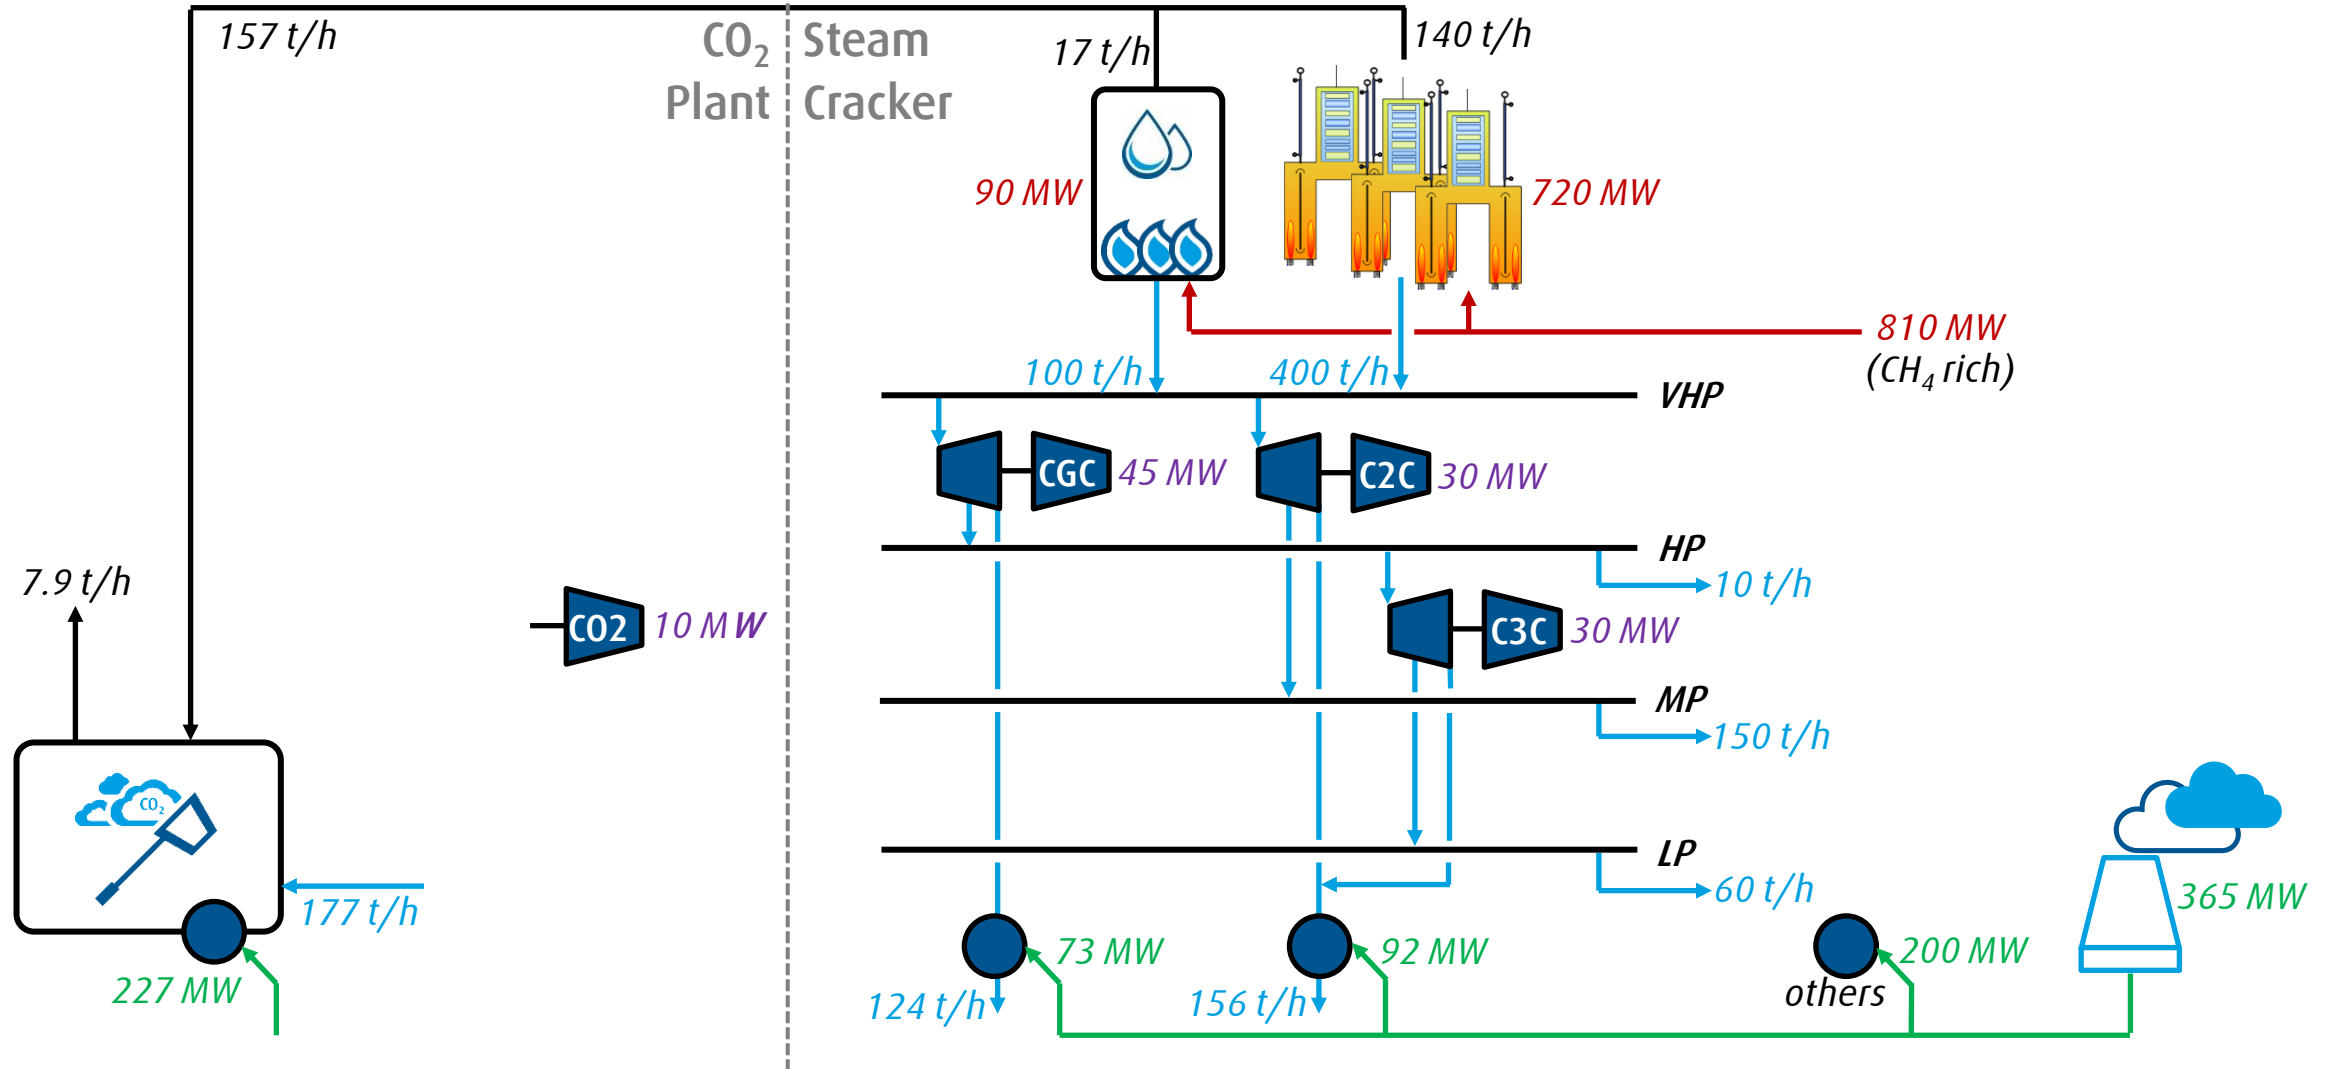 157 t/h
CO₂
Plant
Steam
Cracker
17 t/h
140 t/h
90 MW
720 MW
810 MW
(CH₄ rich)
100 t/h
400 t/h
VHP
CGC
45 MW
C2C
30 MW
HP
10 t/h
7.9 t/h
CO2
10 MW
C3C
30 MW
MP
150 t/h
CO₂
LP
60 t/h
177 t/h
365 MW
227 MW
73 MW
92 MW
200 MW
124 t/h
156 t/h
others